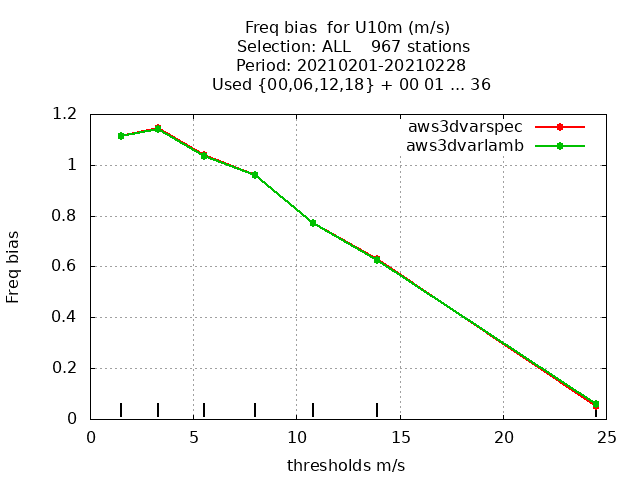 Freq bias  for U10m (m/s)
Selection: ALL    967 stations
Period: 20210201-20210228
Used {00,06,12,18} + 00 01 ... 36
aws3dvarspec
aws3dvarlamb
1.2
1
0.8
0.6
0.4
0.2
0
Freq bias
0 5 10 15 20 25
thresholds m/s